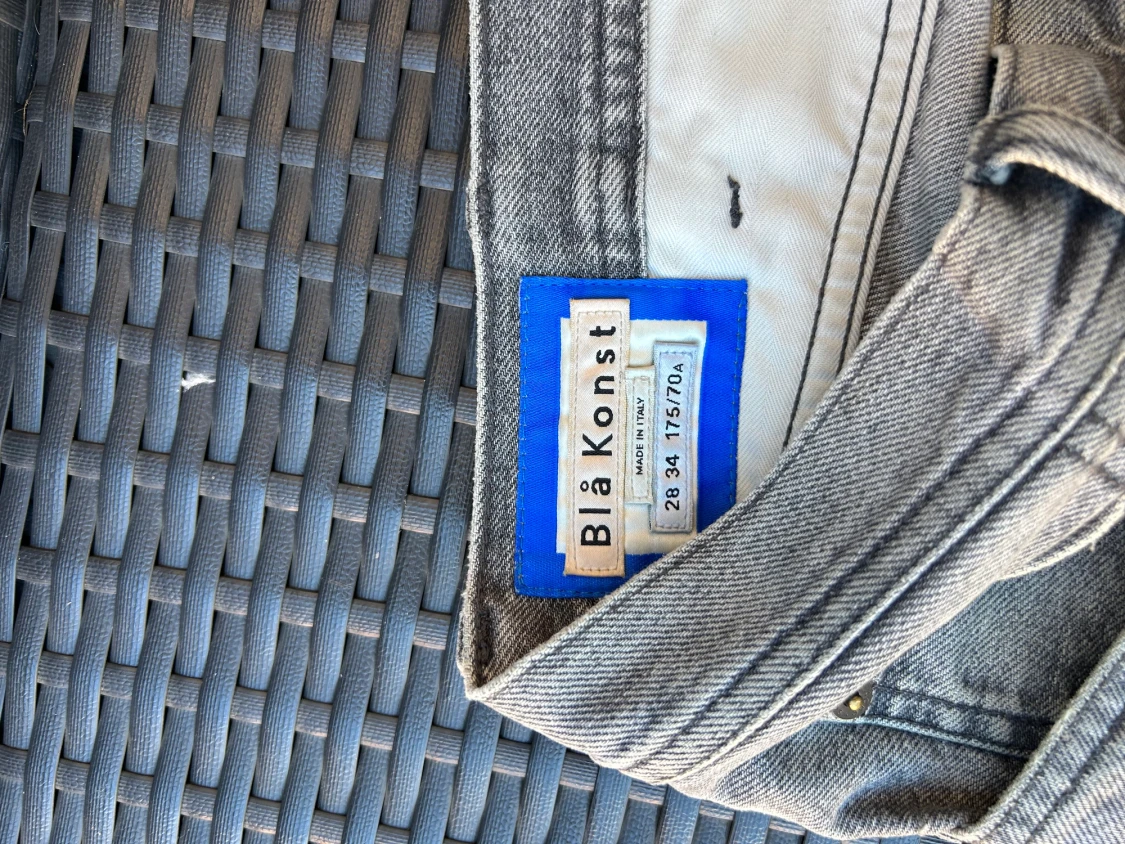 Blå Konst
MADE IN ITALY
28 34 175/70A